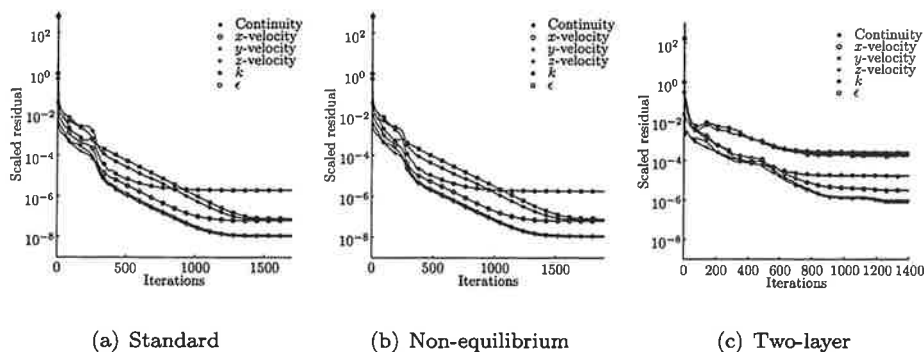 Continuity
x-velocity
y-velocity
z-velocity
k
ϵ
Scaled residual
10^2
10^0
10^-2
10^-4
10^-6
10^-8
0
500
1000
1500
Iterations
(a) Standard
Continuity
x-velocity
y-velocity
z-velocity
k
ϵ
Scaled residual
10^2
10^0
10^-2
10^-4
10^-6
10^-8
0
500
1000
1500
Iterations
(b) Non-equilibrium
Continuity
x-velocity
y-velocity
z-velocity
k
ϵ
Scaled residual
10^2
10^0
10^-2
10^-4
10^-6
10^-8
0
200
400
600
800
1000
1200
1400
Iterations
(c) Two-layer